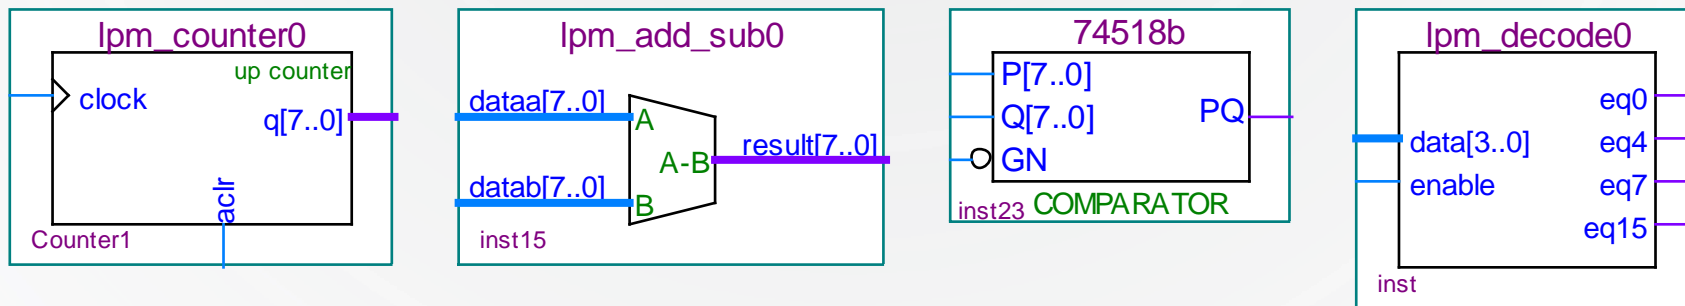 lpm_counter0
up counter
clock
q[7..0]
aclr
Counter1
lpm_add_sub0
dataa[7..0]
A
A-B
result[7..0]
datab[7..0]
B
inst15
74518b
P[7..0]
Q[7..0]
PQ
GN
inst23 COMPARATOR
lpm_decode0
eq0
data[3..0] eq4
enable eq7
eq15
inst